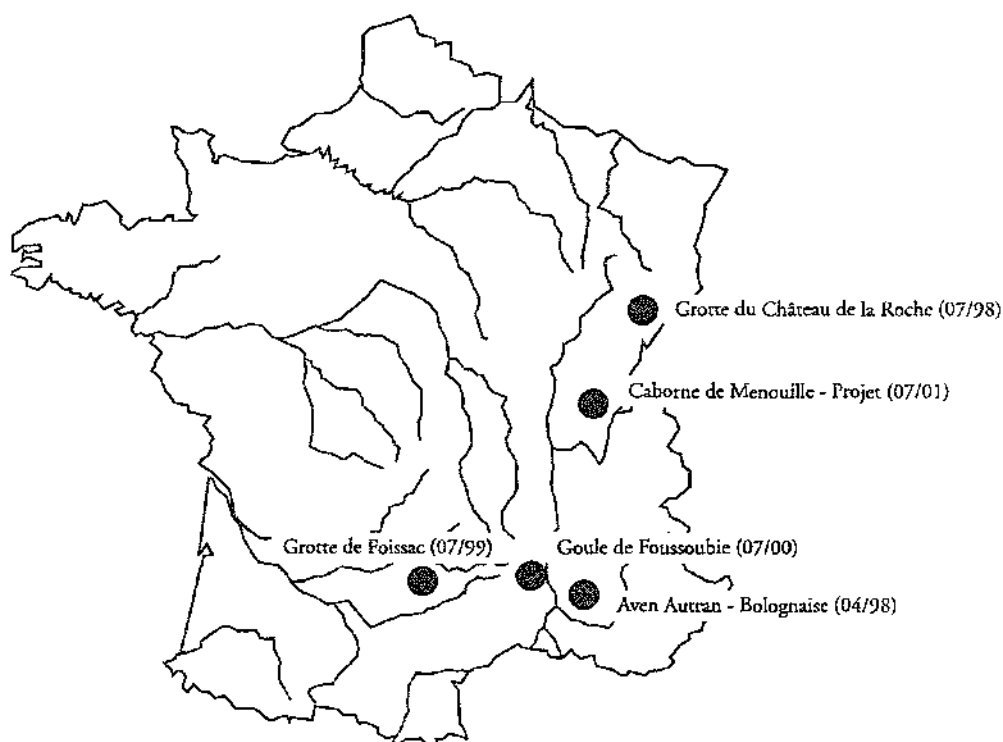 Grotte du Château de la Roche (07/98)
Caborne de Menouille - Projet (07/01)
Grotte de Foissac (07/99)
Goule de Foussoubie (07/00)
Aven Autran - Bolognaise (04/98)